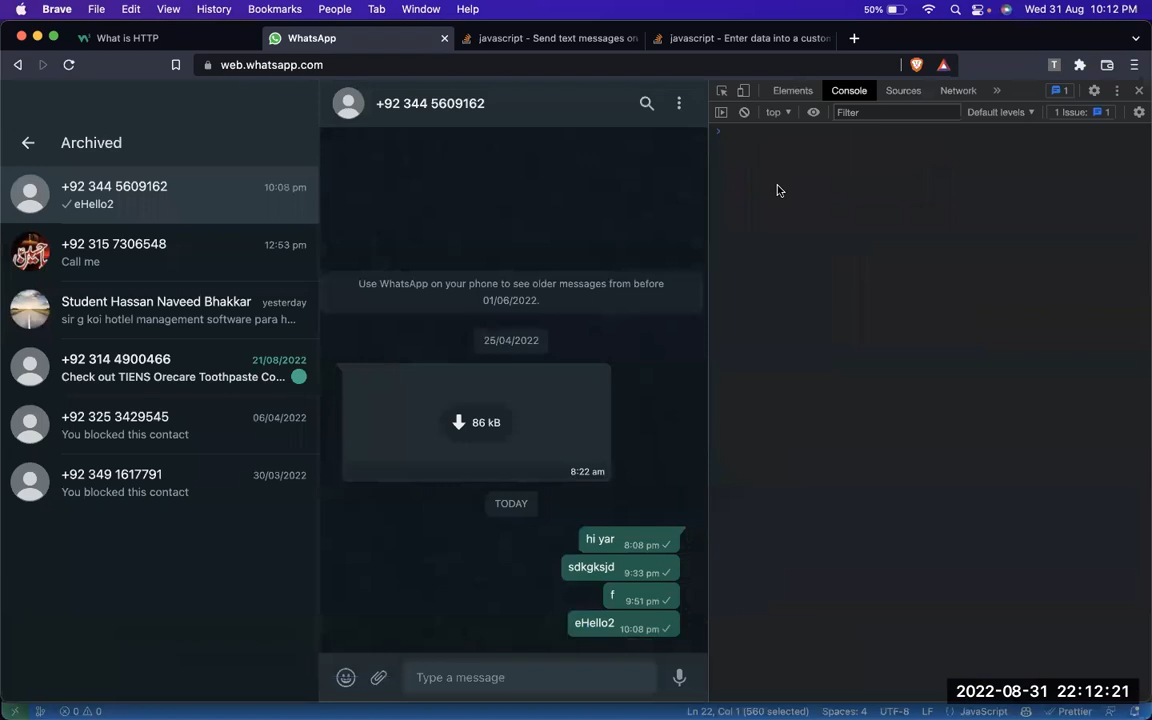 Brave File Edit View History Bookmarks People Tab Window Help 50% Wed 31 Aug 10:12 PM
What is HTTP WhatsApp javascript - Send text messages on javascript - Enter data into a custon
web.whatsapp.com T
Elements Console Sources Network 1
top Filter Default levels 1 Issue: 1
+92 344 5609162
Archived
+92 344 5609162 10:08 pm
eHello2
+92 315 7306548 12:53 pm
Call me
Student Hassan Naveed Bhakkar yesterday
sir g koi hotlel management software para h...
+92 314 4900466 21/08/2022
Check out TIENS Orecare Toothpaste Co...
+92 325 3429545 06/04/2022
You blocked this contact
+92 349 1617791 30/03/2022
You blocked this contact
Use WhatsApp on your phone to see older messages from before
01/06/2022.
25/04/2022
86 kB
8:22 am
TODAY
hi yar 8:08 pm
sdkgksjd 9:33 pm
f 9:51 pm
eHello2 10:08 pm
Type a message
2022-08-31 22:12:21
0 0 Ln 22, Col 1 (560 selected) Spaces: 4 UTF-8 LF JavaScript Prettier